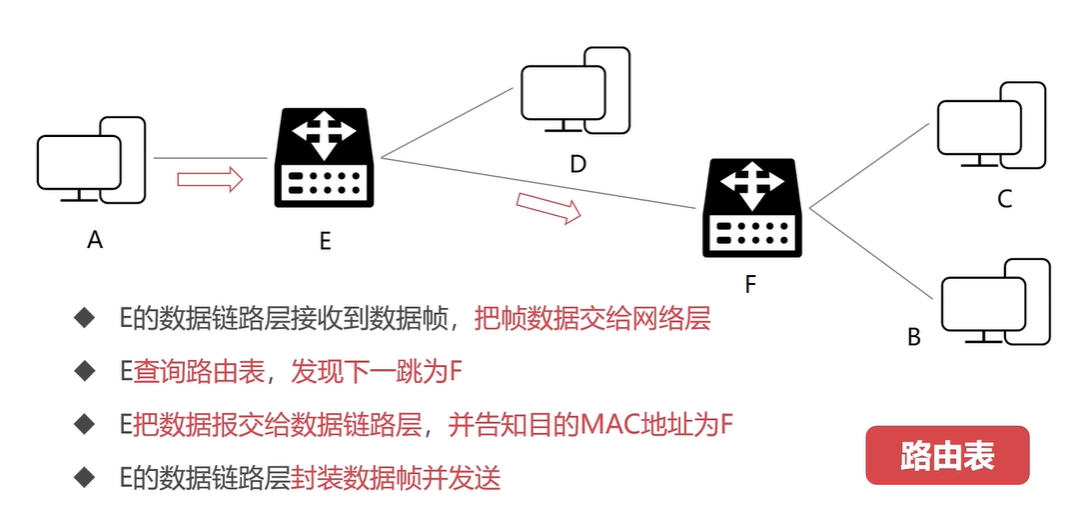 D
A
E
C
F
B
E的数据链路层接收到数据帧，把帧数据交给网络层
E查询路由表，发现下一跳为F
E把数据报交给数据链路层，并告知目的MAC地址为F
E的数据链路层封装数据帧并发送
路由表